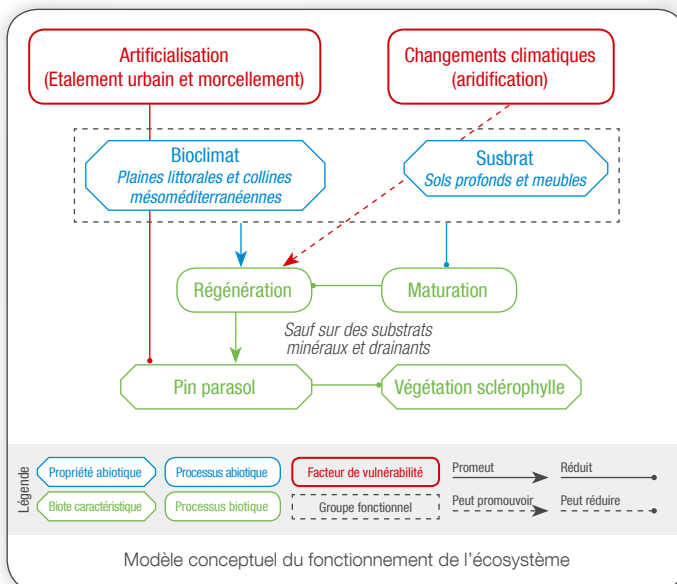 Artificialisation
(Etalement urbain et morcellement)
Changements climatiques
(aridification)
Bioclimat
Plaines littorales et collines
mésoméditerranéennes
Susbrat
Sols profonds et meubles
Régénération
Maturation
Sauf sur des substrats
minéraux et drainants
Pin parasol
Végétation sclérophylle
Légende
Propriété abiotique
Processus abiotique
Facteur de vulnérabilité
Promeut
Réduit
Biote caractéristique
Processus biotique
Groupe fonctionnel
Peut promouvoir
Peut réduire
Modèle conceptuel du fonctionnement de l'écosystème